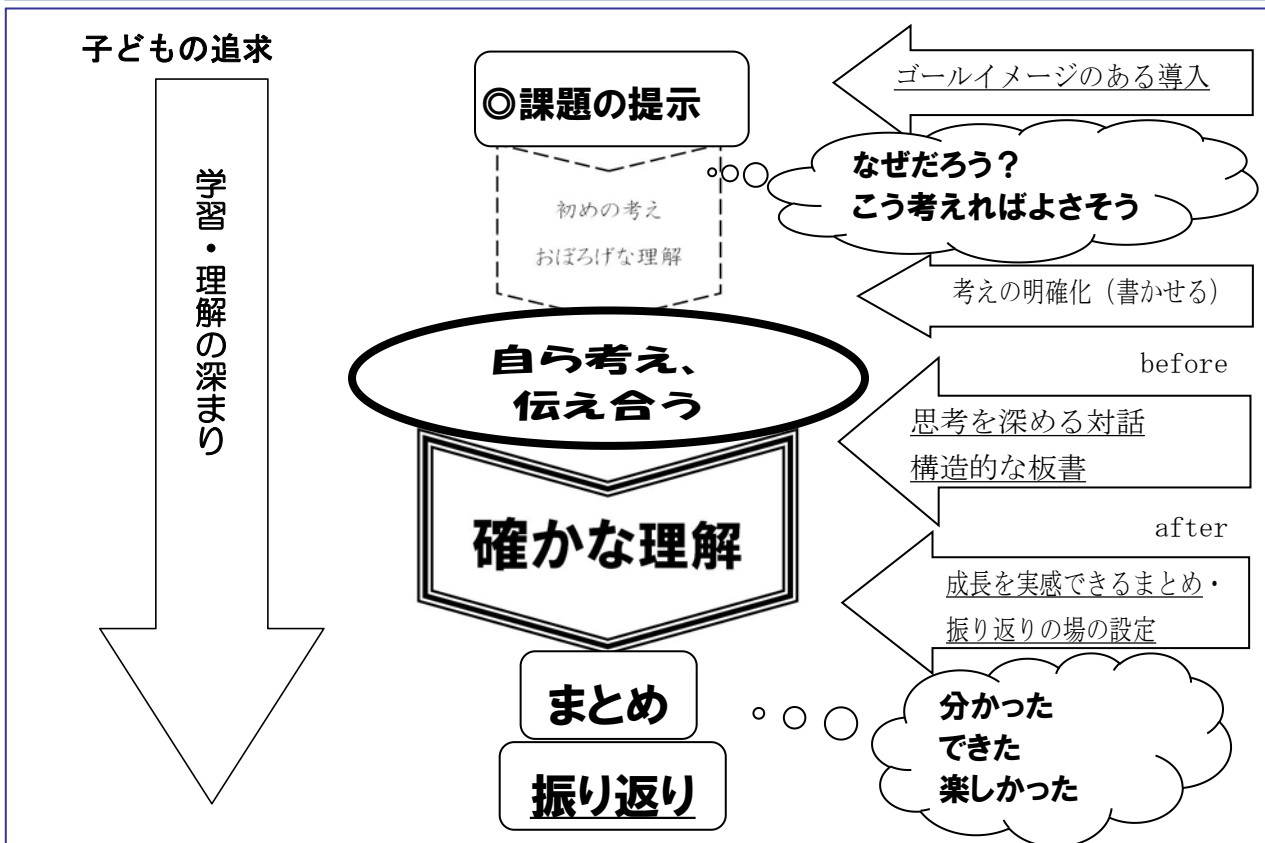 子どもの追求
学習・理解の深まり
◎課題の提示
ゴールイメージのある導入
なぜだろう？
こう考えればよさそう
初めの考え
おぼろげな理解
考えの明確化（書かせる）
自ら考え、
伝え合う
before
思考を深める対話
構造的な板書
確かな理解
after
成長を実感できるまとめ・
振り返りの場の設定
まとめ
振り返り
分かった
できた
楽しかった